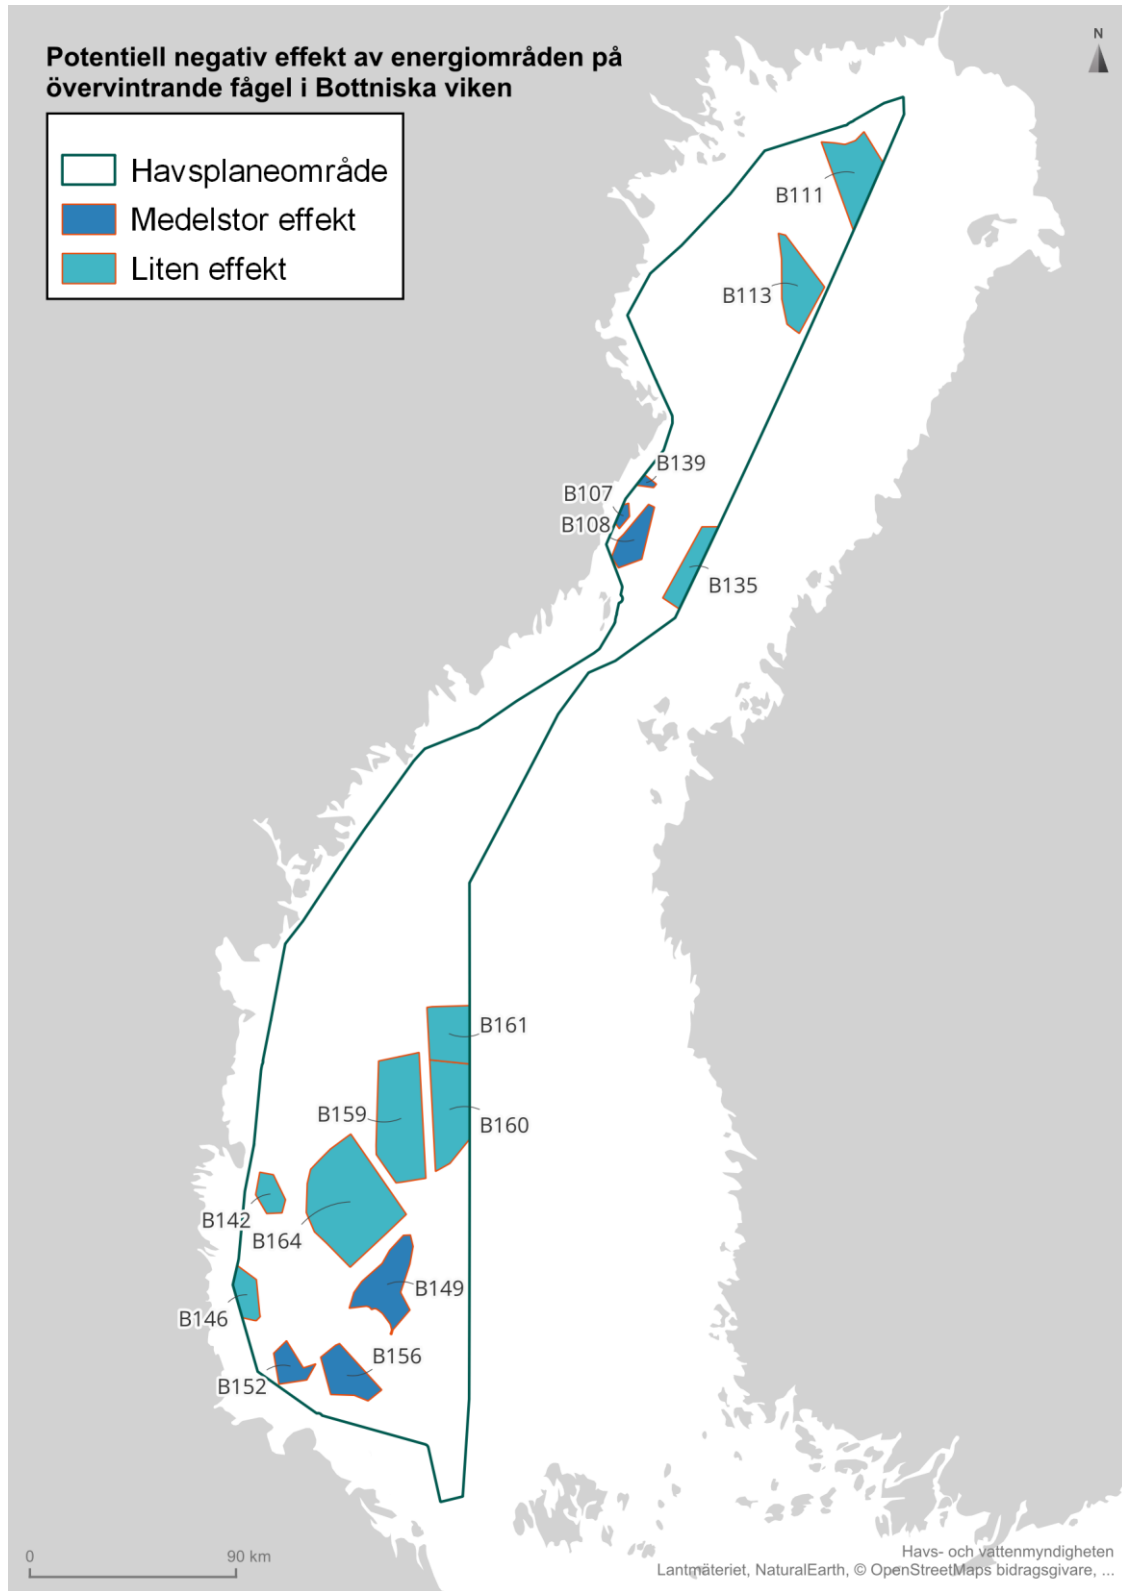 Potentiell negativ effekt av energiområden på
övervintrande fågel i Bottniska viken
N
Havsplaneområde
Medelstor effekt
Liten effekt
B111
B113
B139
B107
B108
B135
B161
B159
B160
B142
B164
B149
B146
B156
B152
0 90 km
Havs- och vattenmyndigheten
Lantmäteriet, NaturalEarth, © OpenStreetMaps bidragsgivare, ...